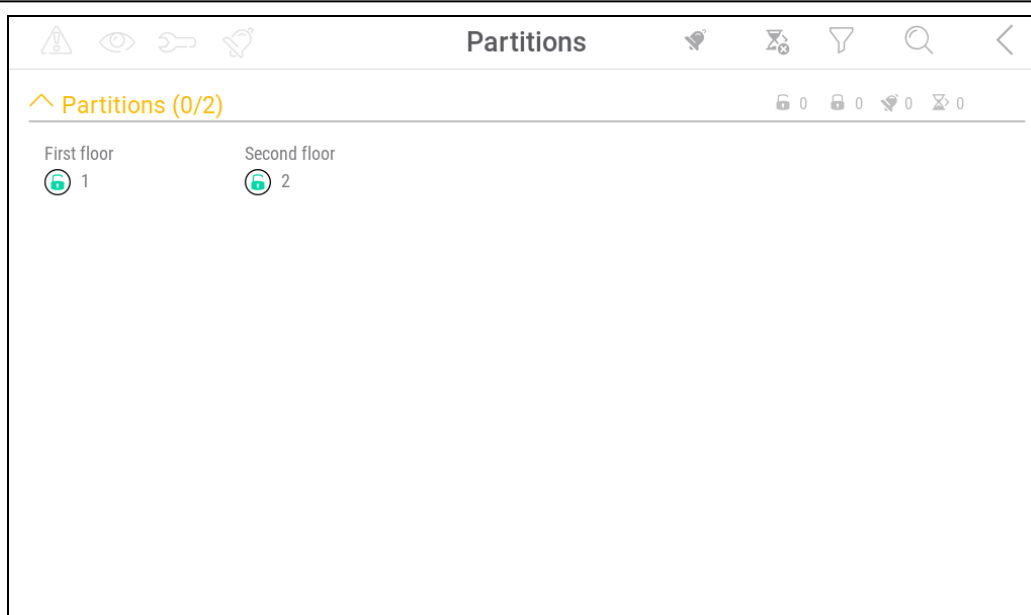 Partitions
Partitions (0/2)
0 0 0 0
First floor
1
Second floor
2